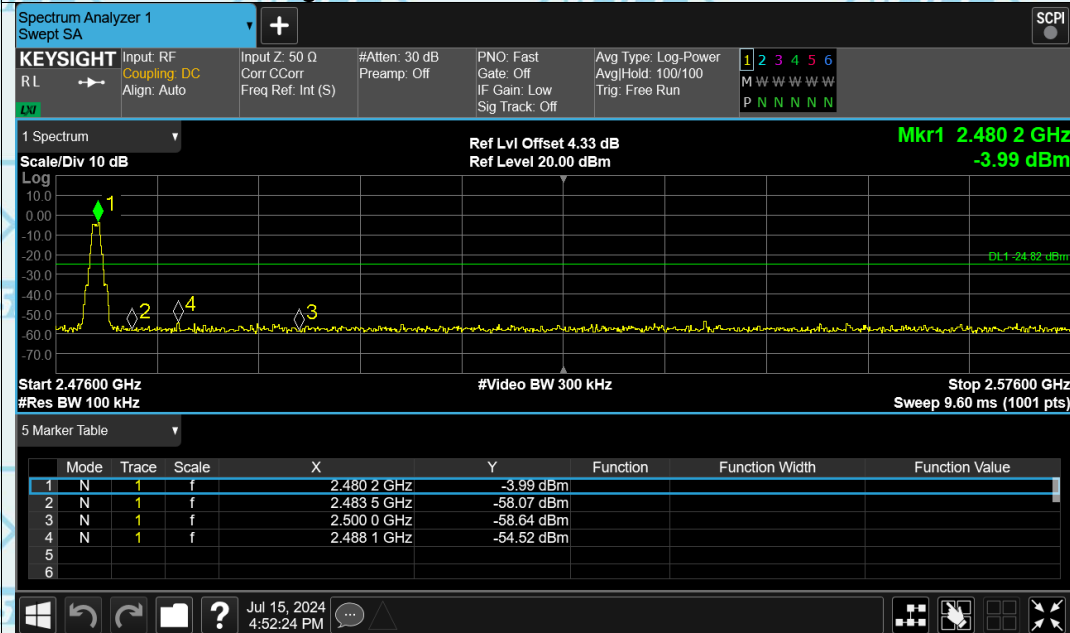 Spectrum Analyzer 1
Swept SA
+
SCPI
KEYSIGHT
RL
LXI
Input: RF
Coupling: DC
Align: Auto
Input Z: 50 Ω
Corr CCorr
Freq Ref: Int (S)
#Atten: 30 dB
Preamp: Off
PNO: Fast
Gate: Off
IF Gain: Low
Sig Track: Off
Avg Type: Log-Power
Avg|Hold: 100/100
Trig: Free Run
1 2 3 4 5 6
M W W W W W
P N N N N N
1 Spectrum
Scale/Div 10 dB
Ref Lvl Offset 4.33 dB
Ref Level 20.00 dBm
Mkr1 2.480 2 GHz
-3.99 dBm
Log
10.0
0.00
-10.0
-20.0
-30.0
-40.0
-50.0
-60.0
-70.0
1
2
4
3
DL1 -24.82 dBm
Start 2.47600 GHz
#Video BW 300 kHz
Stop 2.57600 GHz
#Res BW 100 kHz
Sweep 9.60 ms (1001 pts)
5 Marker Table
Mode Trace Scale X Y Function Function Width Function Value
1 N 1 f 2.480 2 GHz -3.99 dBm
2 N 1 f 2.483 5 GHz -58.07 dBm
3 N 1 f 2.500 0 GHz -58.64 dBm
4 N 1 f 2.488 1 GHz -54.52 dBm
5
6
?
Jul 15, 2024
4:52:24 PM